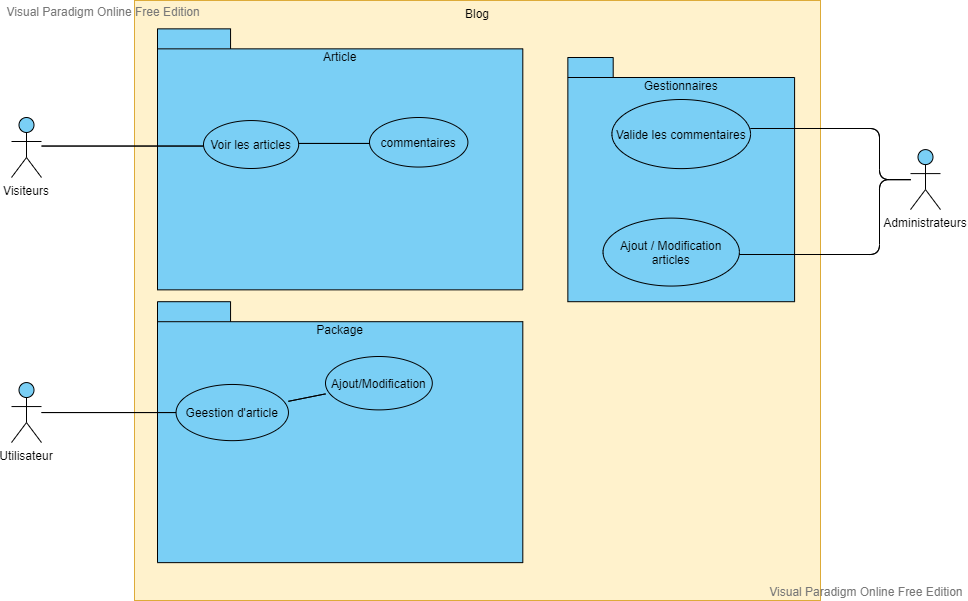 Visual Paradigm Online Free Edition
Blog
Article
Gestionnaires
Valide les commentaires
Voir les articles
commentaires
Visiteurs
Administrateurs
Ajout / Modification
articles
Package
Ajout/Modification
Geestion d'article
Utilisateur
Visual Paradigm Online Free Edition